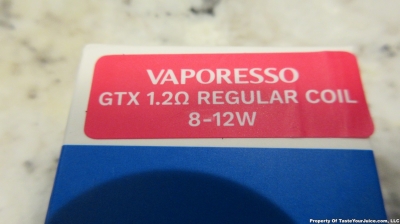 VAPORESSO
GTX 1.2Ω REGULAR COIL
8-12W
Property Of TasteYourJuice.com, LLC.